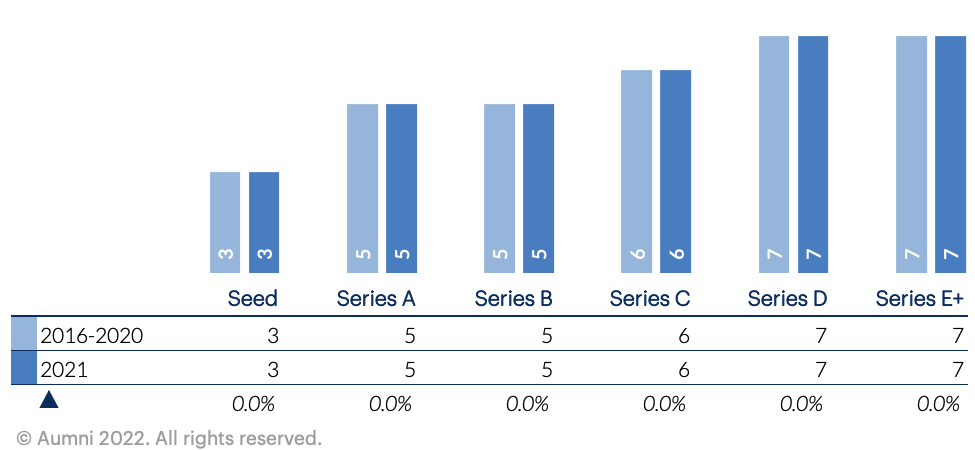 3 3 5 5 5 5 6 6 7 7 7 7
Seed Series A Series B Series C Series D Series E+
2016-2020 3 5 5 6 7 7
2021 3 5 5 6 7 7
▲ 0.0% 0.0% 0.0% 0.0% 0.0% 0.0%
© Aumni 2022. All rights reserved.